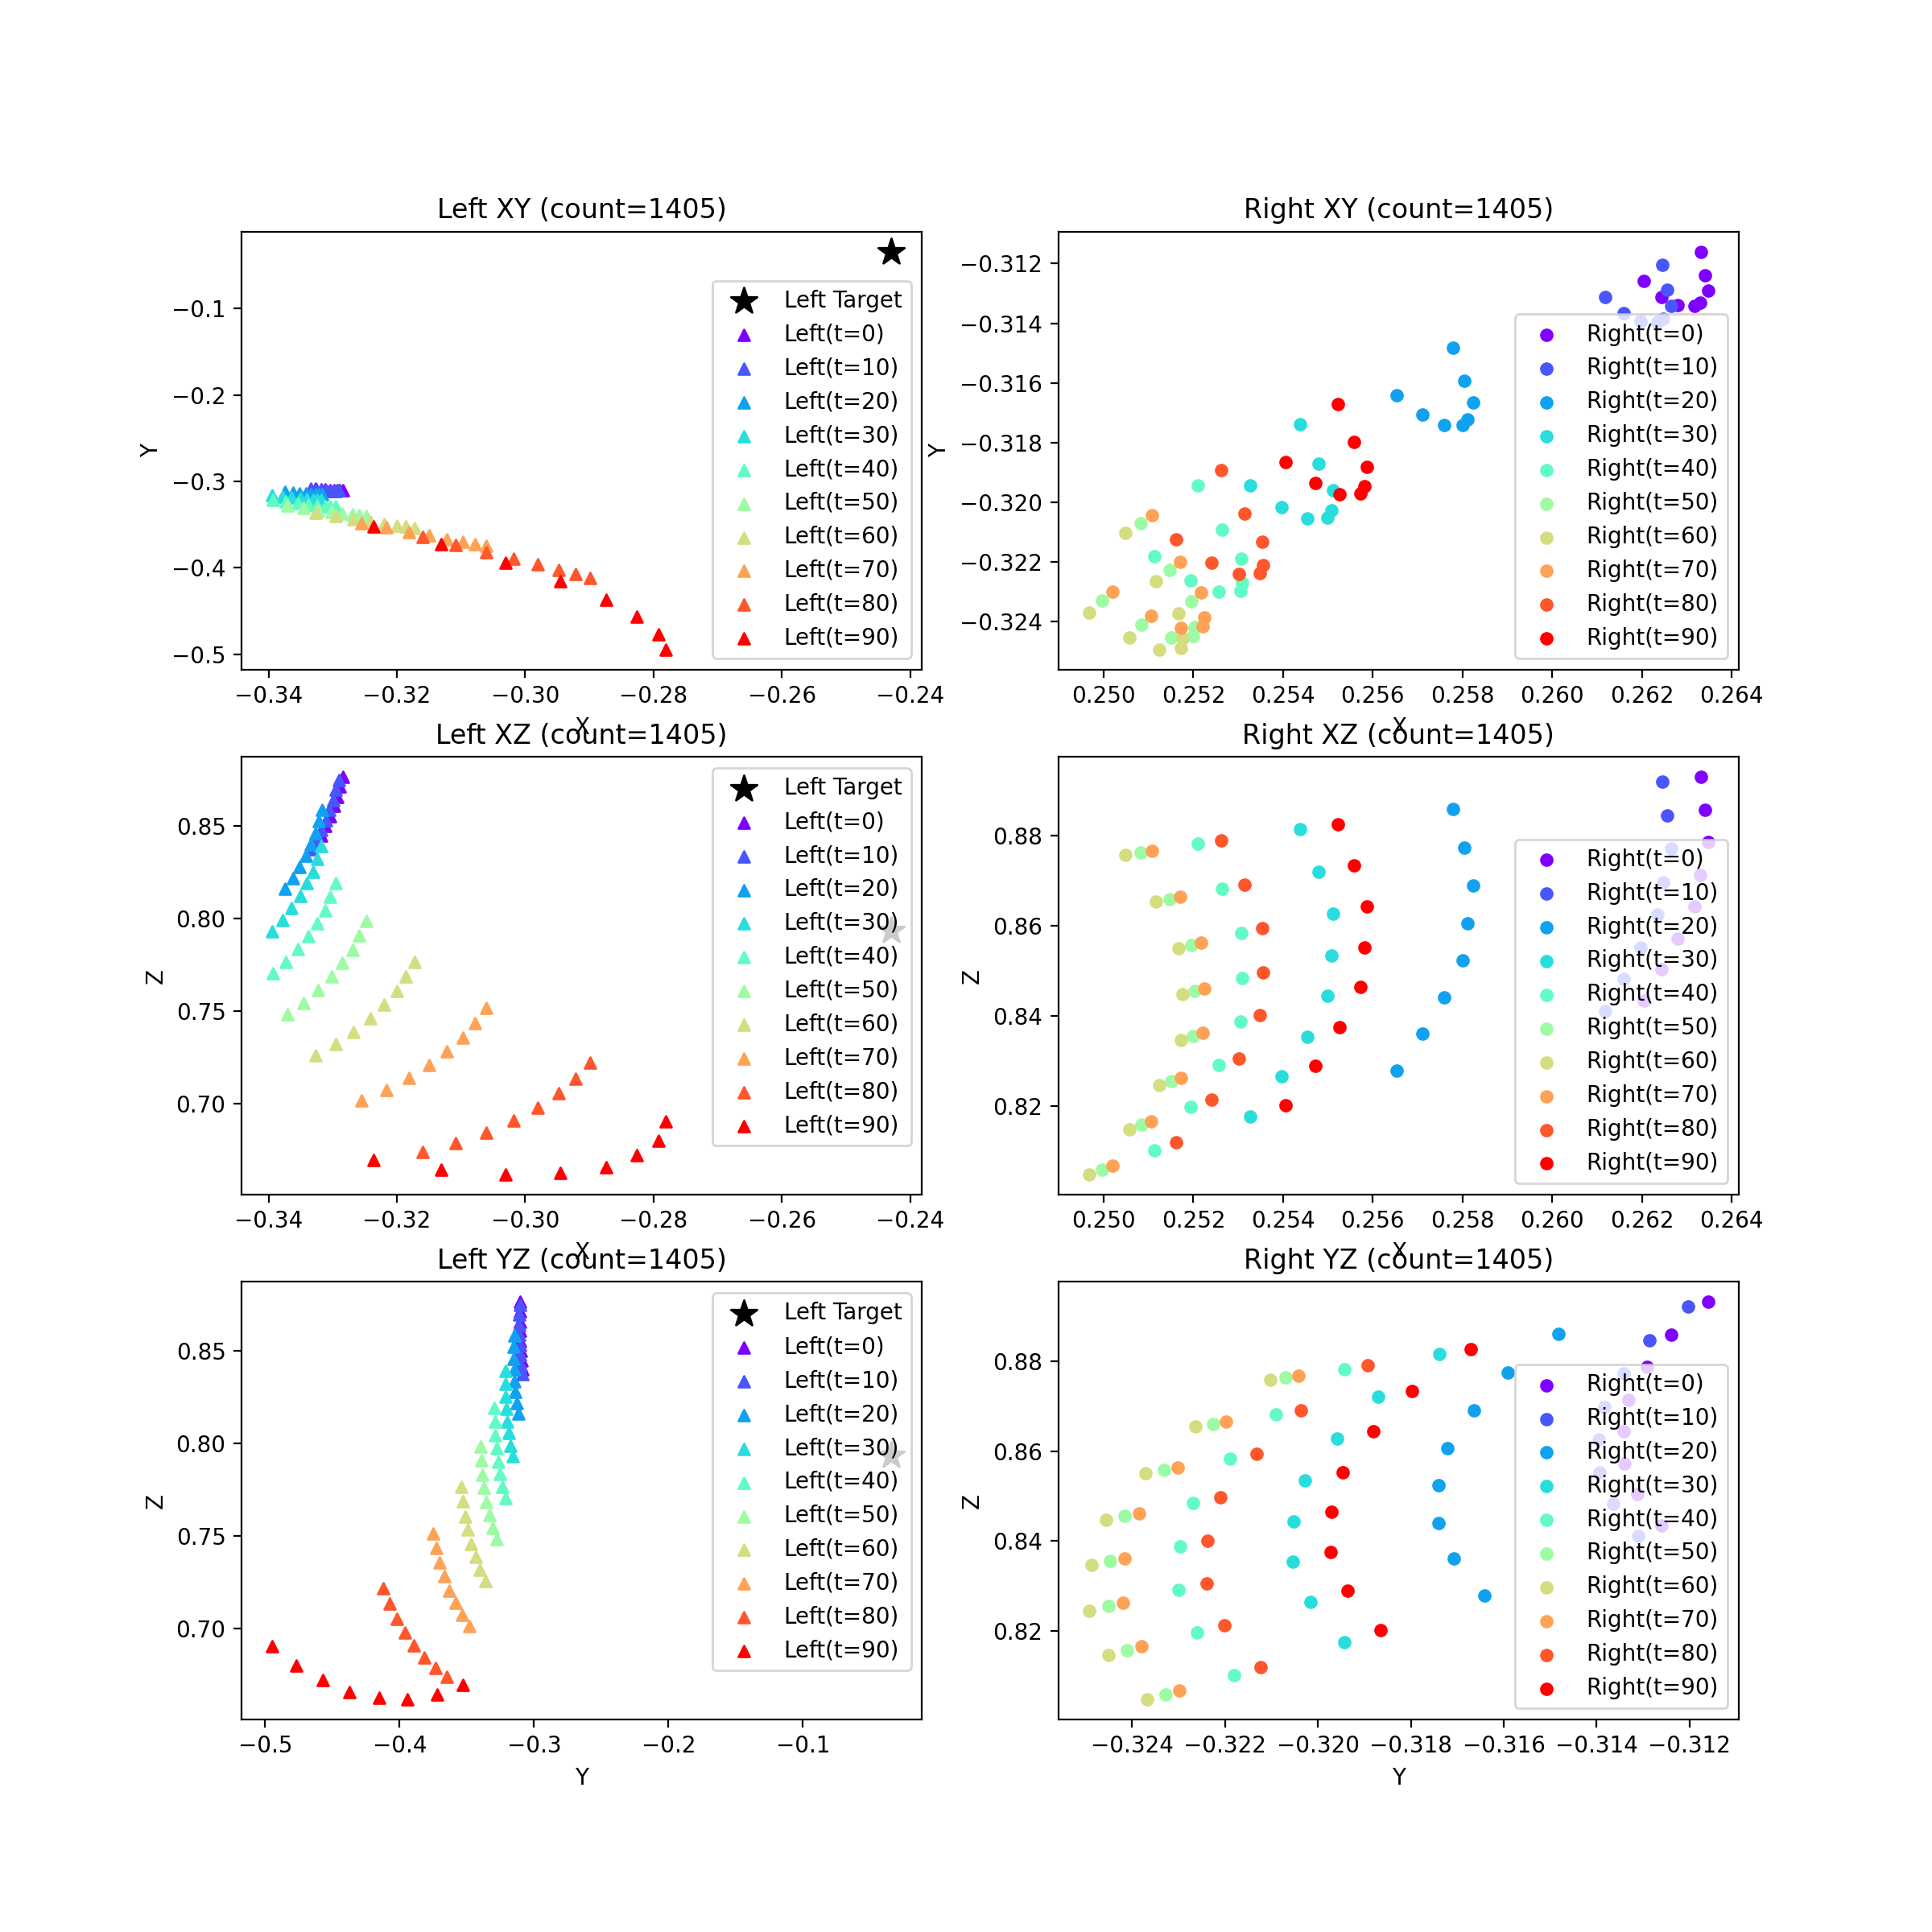 Left XY (count=1405)
−0.1
−0.2
−0.3
−0.4
−0.5
Y
−0.34
−0.32
−0.30
−0.28
−0.26
−0.24
X
Left Target
Left(t=0)
Left(t=10)
Left(t=20)
Left(t=30)
Left(t=40)
Left(t=50)
Left(t=60)
Left(t=70)
Left(t=80)
Left(t=90)
Right XY (count=1405)
−0.312
−0.314
−0.316
−0.318
−0.320
−0.322
−0.324
Y
0.250
0.252
0.254
0.256
0.258
0.260
0.262
0.264
X
Right(t=0)
Right(t=10)
Right(t=20)
Right(t=30)
Right(t=40)
Right(t=50)
Right(t=60)
Right(t=70)
Right(t=80)
Right(t=90)
Left XZ (count=1405)
0.85
0.80
0.75
0.70
Z
−0.34
−0.32
−0.30
−0.28
−0.26
−0.24
X
Left Target
Left(t=0)
Left(t=10)
Left(t=20)
Left(t=30)
Left(t=40)
Left(t=50)
Left(t=60)
Left(t=70)
Left(t=80)
Left(t=90)
Right XZ (count=1405)
0.88
0.86
0.84
0.82
Z
0.250
0.252
0.254
0.256
0.258
0.260
0.262
0.264
X
Right(t=0)
Right(t=10)
Right(t=20)
Right(t=30)
Right(t=40)
Right(t=50)
Right(t=60)
Right(t=70)
Right(t=80)
Right(t=90)
Left YZ (count=1405)
0.85
0.80
0.75
0.70
Z
−0.5
−0.4
−0.3
−0.2
−0.1
Y
Left Target
Left(t=0)
Left(t=10)
Left(t=20)
Left(t=30)
Left(t=40)
Left(t=50)
Left(t=60)
Left(t=70)
Left(t=80)
Left(t=90)
Right YZ (count=1405)
0.88
0.86
0.84
0.82
Z
−0.324
−0.322
−0.320
−0.318
−0.316
−0.314
−0.312
Y
Right(t=0)
Right(t=10)
Right(t=20)
Right(t=30)
Right(t=40)
Right(t=50)
Right(t=60)
Right(t=70)
Right(t=80)
Right(t=90)